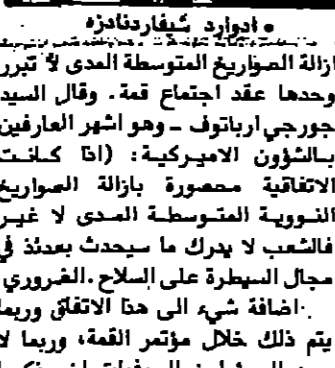 • ادوارد شيفاردنادزه
ازالة الصواريخ المتوسطة المدى لا تبرر
وحدها عقد اجتماع قمة. وقال السيد
جورجي ارباتوف - وهو اشهر العارفين
بالشؤون الاميركية: (اذا كانت
الاتفاقية محصورة بازالة الصواريخ
النووية المتوسطة المدى لا غير
فالشعب لا يدرك ما سيحدث بعدئذ في
مجال السيطرة على السلاح. الضروري
اضافة شيء الى هذا الاتفاق وربما
يتم ذلك خلال مؤتمر القمة، وربما لا